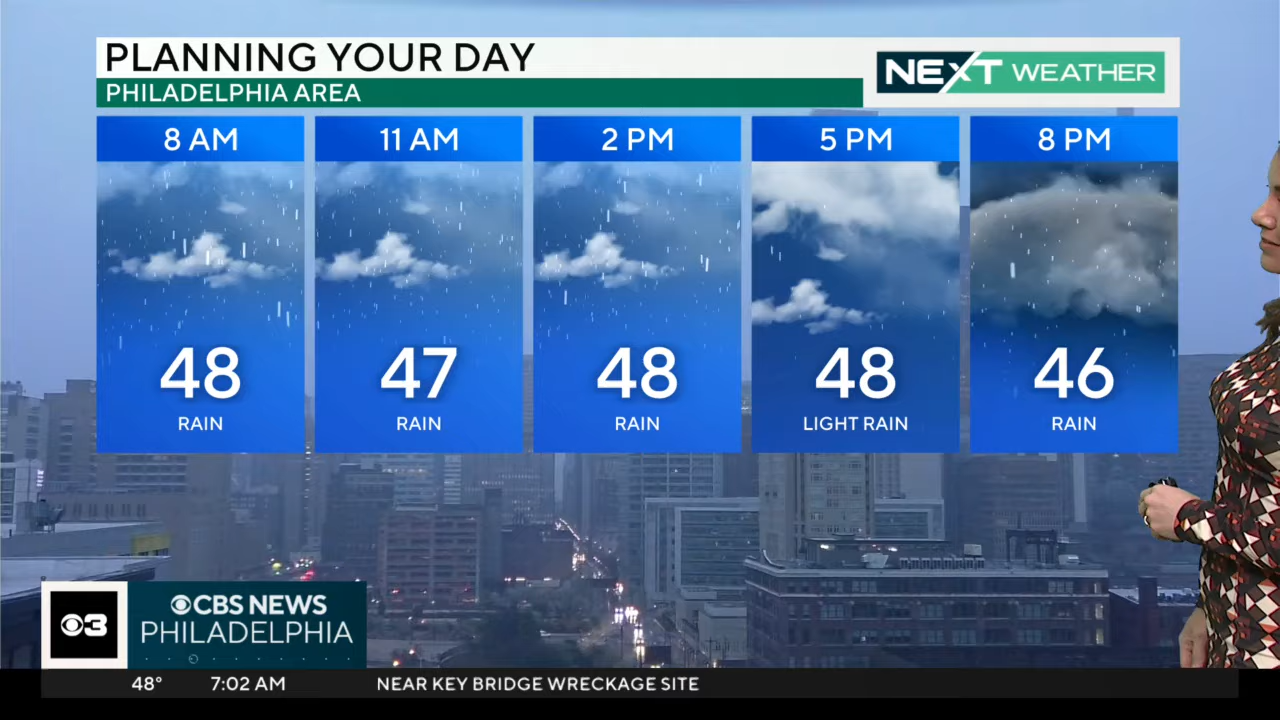 PLANNING YOUR DAY
NEXT WEATHER
PHILADELPHIA AREA
8 AM
11 AM
2 PM
5 PM
8 PM
48
47
48
48
46
RAIN
RAIN
RAIN
LIGHT RAIN
RAIN
3
CBS NEWS
PHILADELPHIA
48° 7:02 AM NEAR KEY BRIDGE WRECKAGE SITE